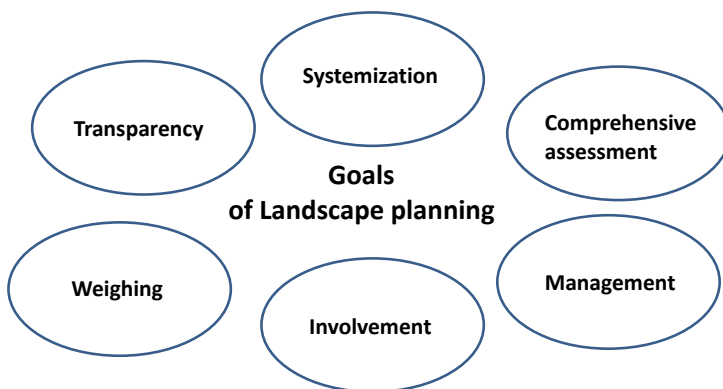 Systemization
Transparency
Comprehensive
assessment
Goals
of Landscape planning
Weighing
Management
Involvement